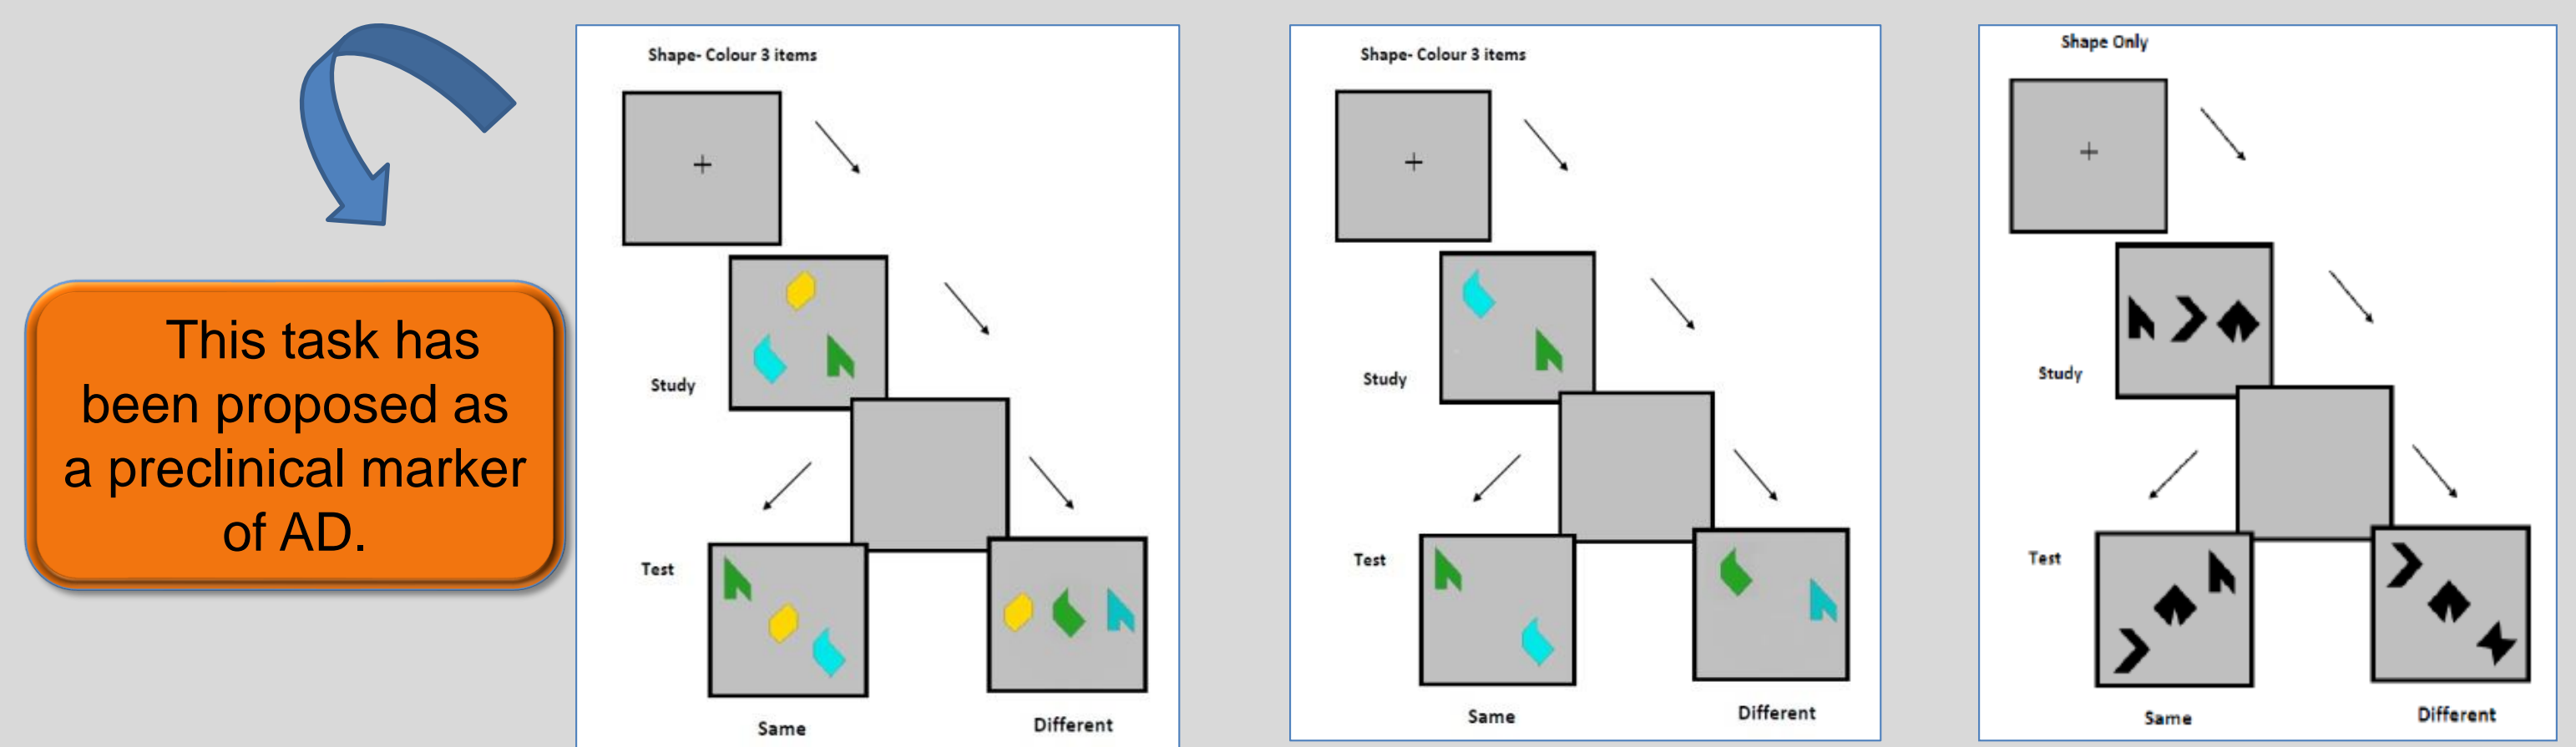 This task has
been proposed as
a preclinical marker
of AD.
Shape- Colour 3 items
Study
Test
Same
Different
Shape- Colour 3 items
Study
Test
Same
Different
Shape Only
Study
Test
Same
Different